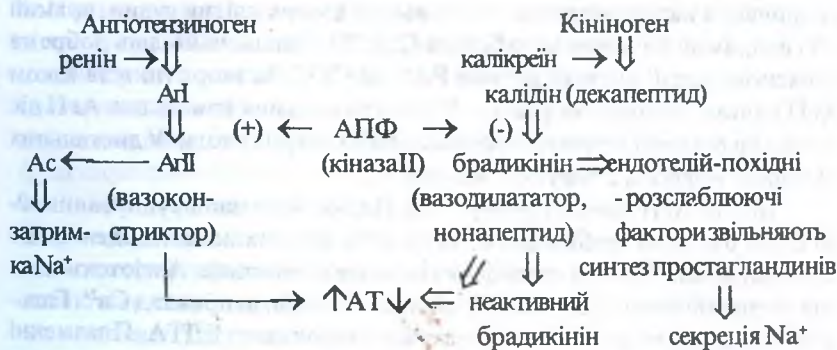 Ангіотензиноген Кініноген
ренін → калікреїн →
АІ калідін (декапептид)
(+) ← АПФ → (-)
Ас ← АІІ (кіназаІІ) брадикінін ⇒ ендотелій-похідні
(вазокон- (вазодилататор, - розслаблюючі
затрим- стриктор) нонапептид) фактори звільняють
ка Na⁺ синтез простагландинів
→ ↑АТ↓ ⇐ неактивний
брадикінін секреція Na⁺